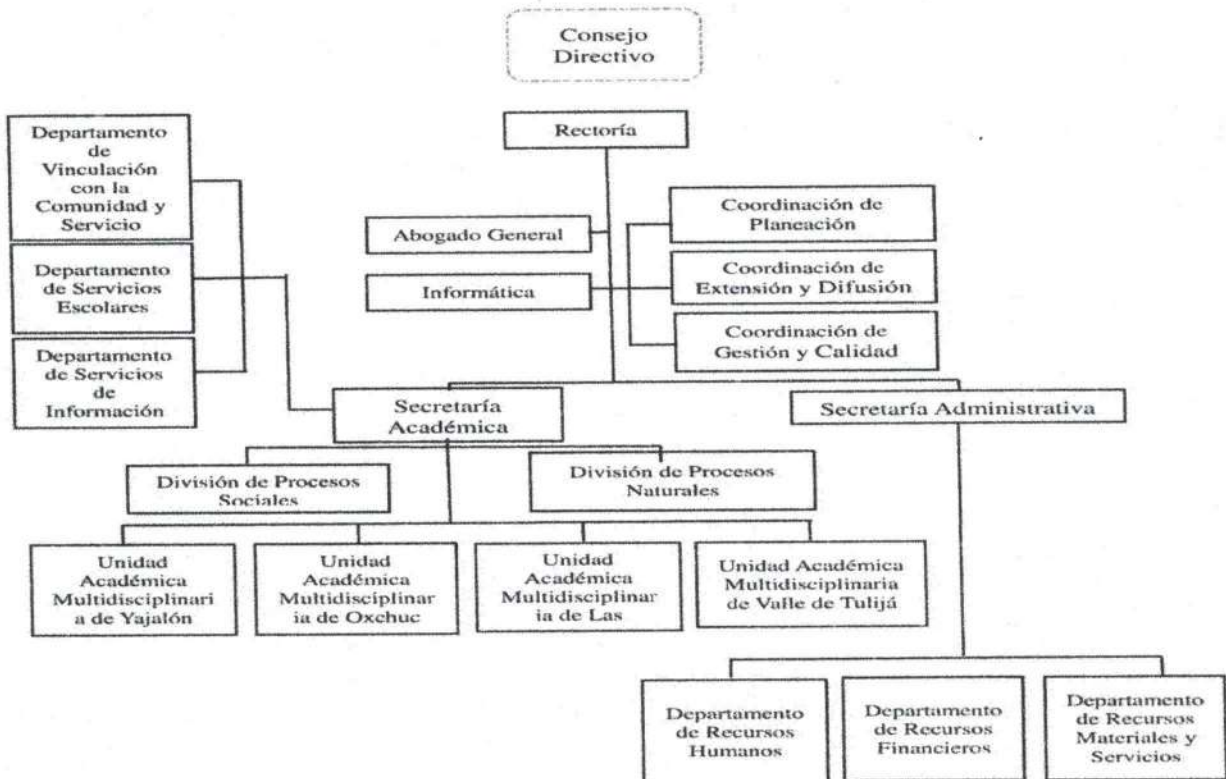 Consejo
Directivo
Rectoría
Departamento
de
Vinculación
con la
Comunidad y
Servicio
Departamento
de Servicios
Escolares
Departamento
de Servicios
de
Información
Abogado General
Informática
Coordinación de
Planeación
Coordinación de
Extensión y Difusión
Coordinación de
Gestión y Calidad
Secretaría
Académica
Secretaría Administrativa
División de Procesos
Sociales
División de Procesos
Naturales
Unidad
Académica
Multidisciplinari
a de Yajalón
Unidad
Académica
Multidisciplinar
ia de Oxchuc
Unidad
Académica
Multidisciplinar
ia de Las
Unidad Académica
Multidisciplinaria
de Valle de Tulijá
Departamento
de Recursos
Humanos
Departamento
de Recursos
Financieros
Departamento
de Recursos
Materiales y
Servicios